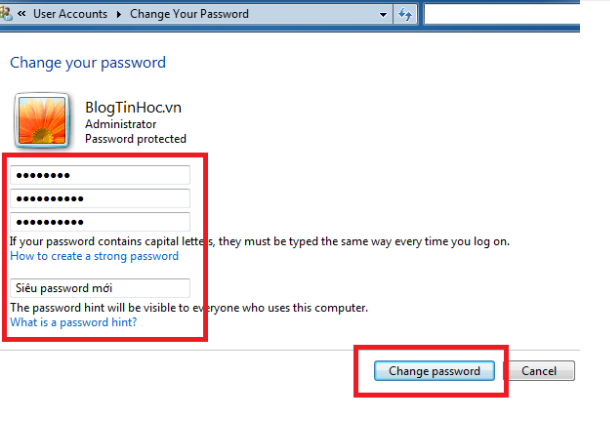 « User Accounts ▸ Change Your Password
Change your password
BlogTinHoc.vn
Administrator
Password protected
●●●●●●●●
●●●●●●●●●●
●●●●●●●●●●
If your password contains capital letters, they must be typed the same way every time you log on.
How to create a strong password
Siêu password mới
The password hint will be visible to everyone who uses this computer.
What is a password hint?
Change password Cancel